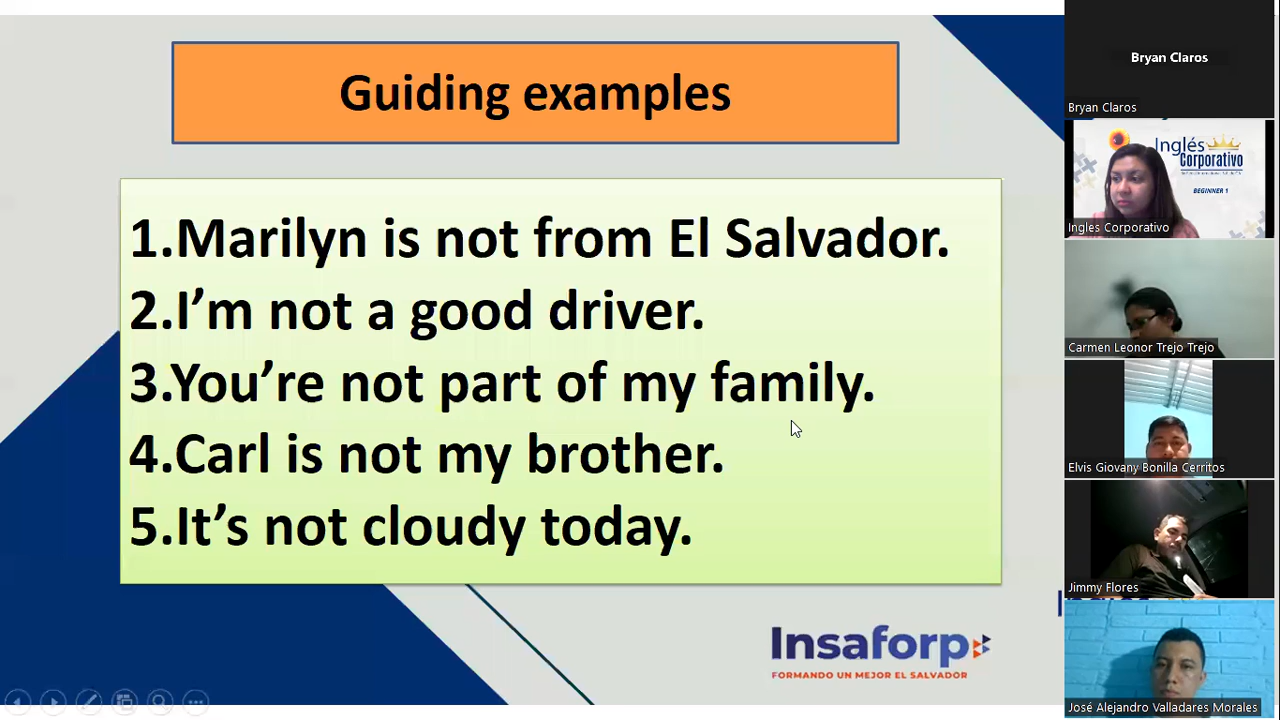 Guiding examples
1.Marilyn is not from El Salvador.
2.I’m not a good driver.
3.You’re not part of my family.
4.Carl is not my brother.
5.It’s not cloudy today.
Insaforp
FORMANDO UN MEJOR EL SALVADOR
Bryan Claros
Bryan Claros
Inglés
Corporativo
BEGINNER 1
Ingles Corporativo
Carmen Leonor Trejo Trejo
Elvis Giovany Bonilla Cerritos
Jimmy Flores
José Alejandro Valladares Morales